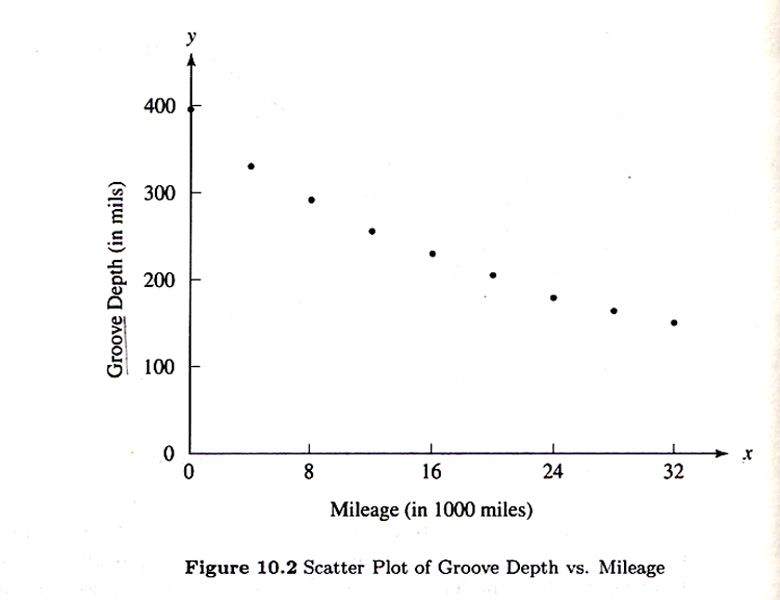 y
400
300
200
100
0
Groove Depth (in mils)
0 8 16 24 32
x
Mileage (in 1000 miles)
Figure 10.2 Scatter Plot of Groove Depth vs. Mileage